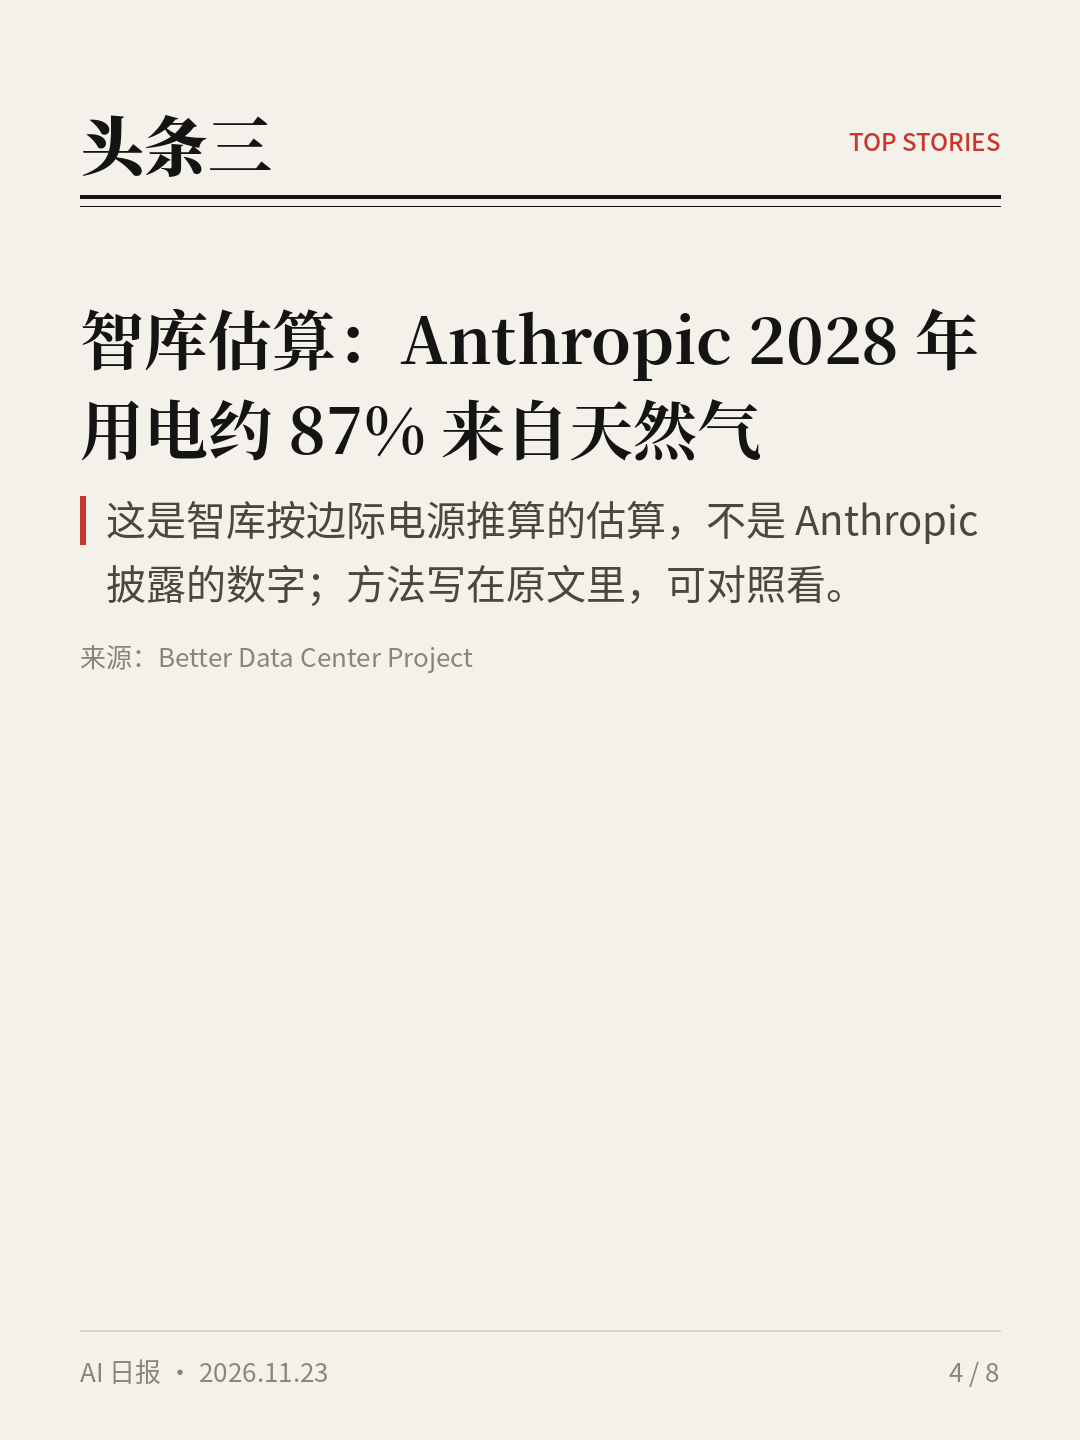 头条三
TOP STORIES
智库估算：Anthropic 2028 年
用电约 87% 来自天然气
这是智库按边际电源推算的估算，不是 Anthropic
披露的数字；方法写在原文里，可对照看。
来源：Better Data Center Project
AI 日报 · 2026.11.23
4 / 8